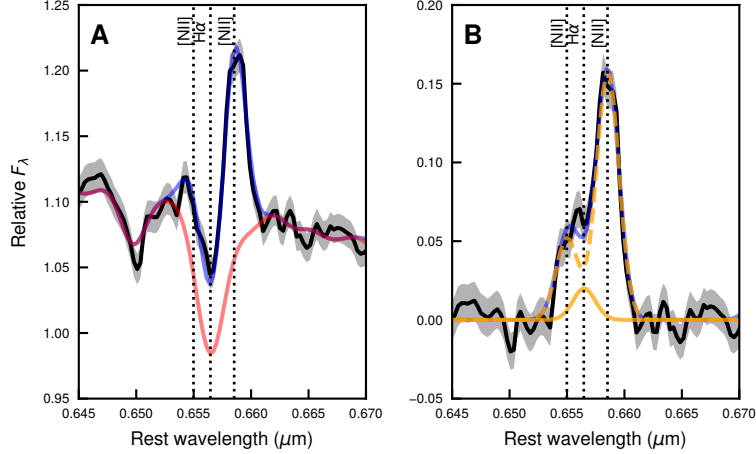 A
[NII]
Hα
[NII]
1.25
1.20
1.15
1.10
1.05
1.00
0.95
0.645
0.650
0.655
0.660
0.665
0.670
Relative Fλ
Rest wavelength (μm)
B
[NII]
Hα
[NII]
0.20
0.15
0.10
0.05
0.00
−0.05
0.645
0.650
0.655
0.660
0.665
0.670
Rest wavelength (μm)